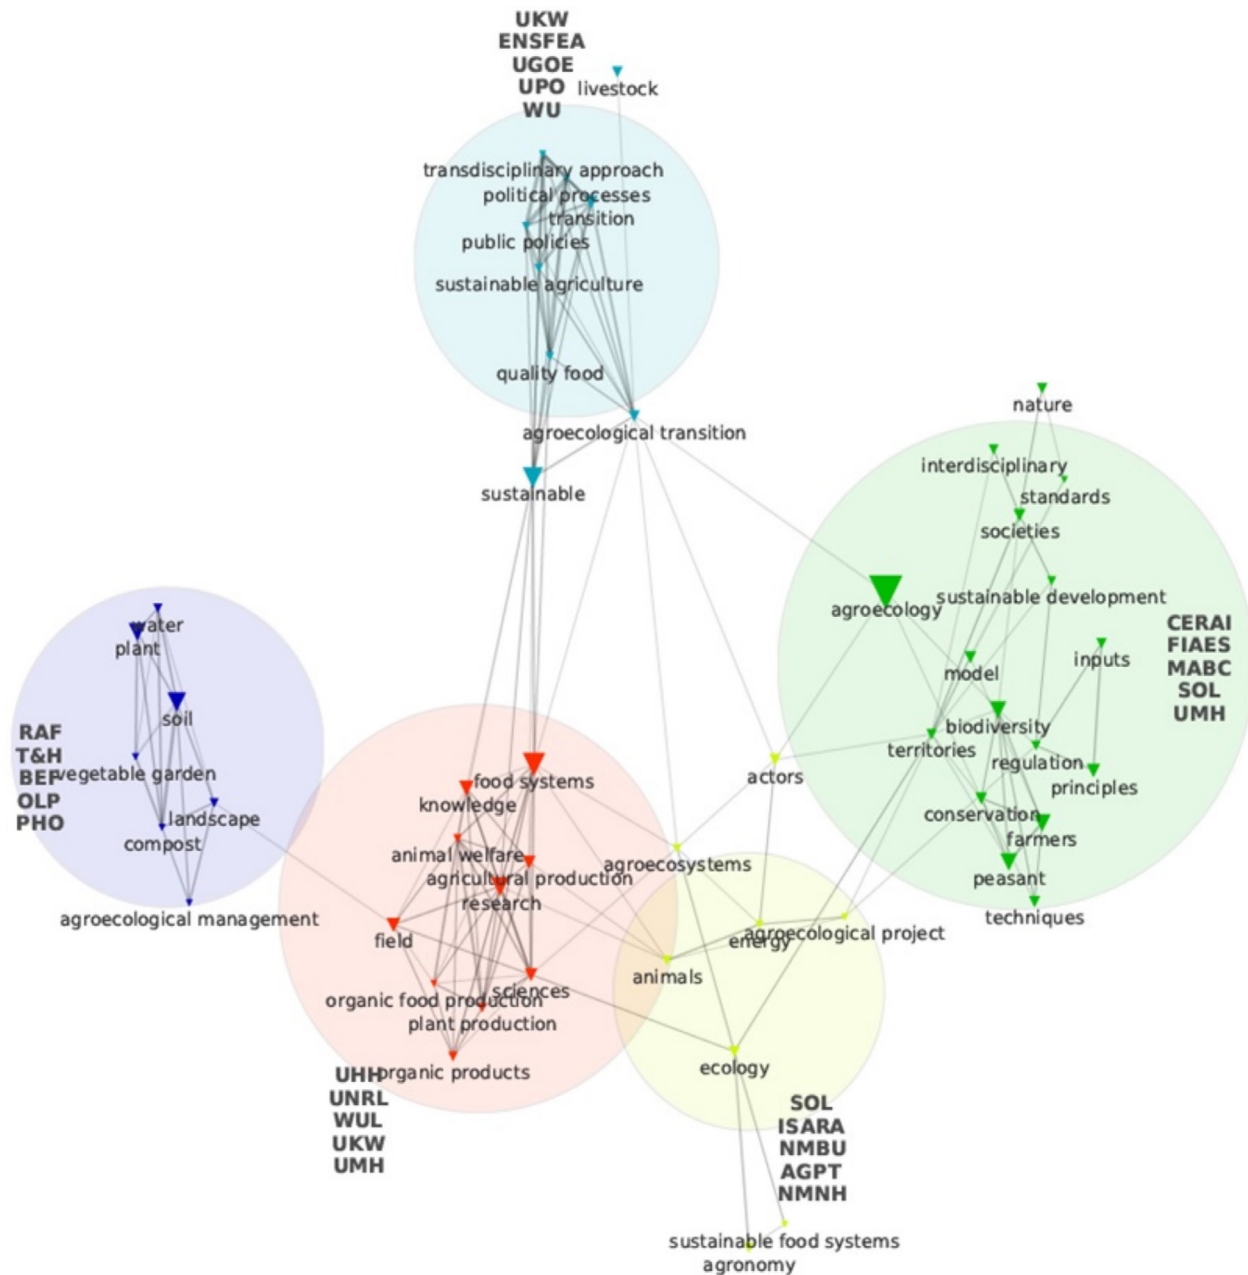 UKW
ENSFEA
UGOE
UPO
WU
livestock
transdisciplinary approach
political processes
transition
public policies
sustainable agriculture
quality food
agroecological transition
sustainable
nature
interdisciplinary
standards
societies
agroecology
sustainable development
model
inputs
biodiversity
territories
regulation
principles
conservation
farmers
peasant
techniques
CERAI
FIAES
MABC
SOL
UMH
water
plant
soil
vegetable garden
landscape
compost
agroecological management
RAF
T&H
BEF
OLP
PHO
food systems
knowledge
animal welfare
agricultural production
research
field
sciences
organic food production
plant production
organic products
UHH
UNRL
WUL
UKW
UMH
actors
agroecosystems
agroecological project
energy
animals
ecology
SOL
ISARA
NMBU
AGPT
NMNH
sustainable food systems
agronomy